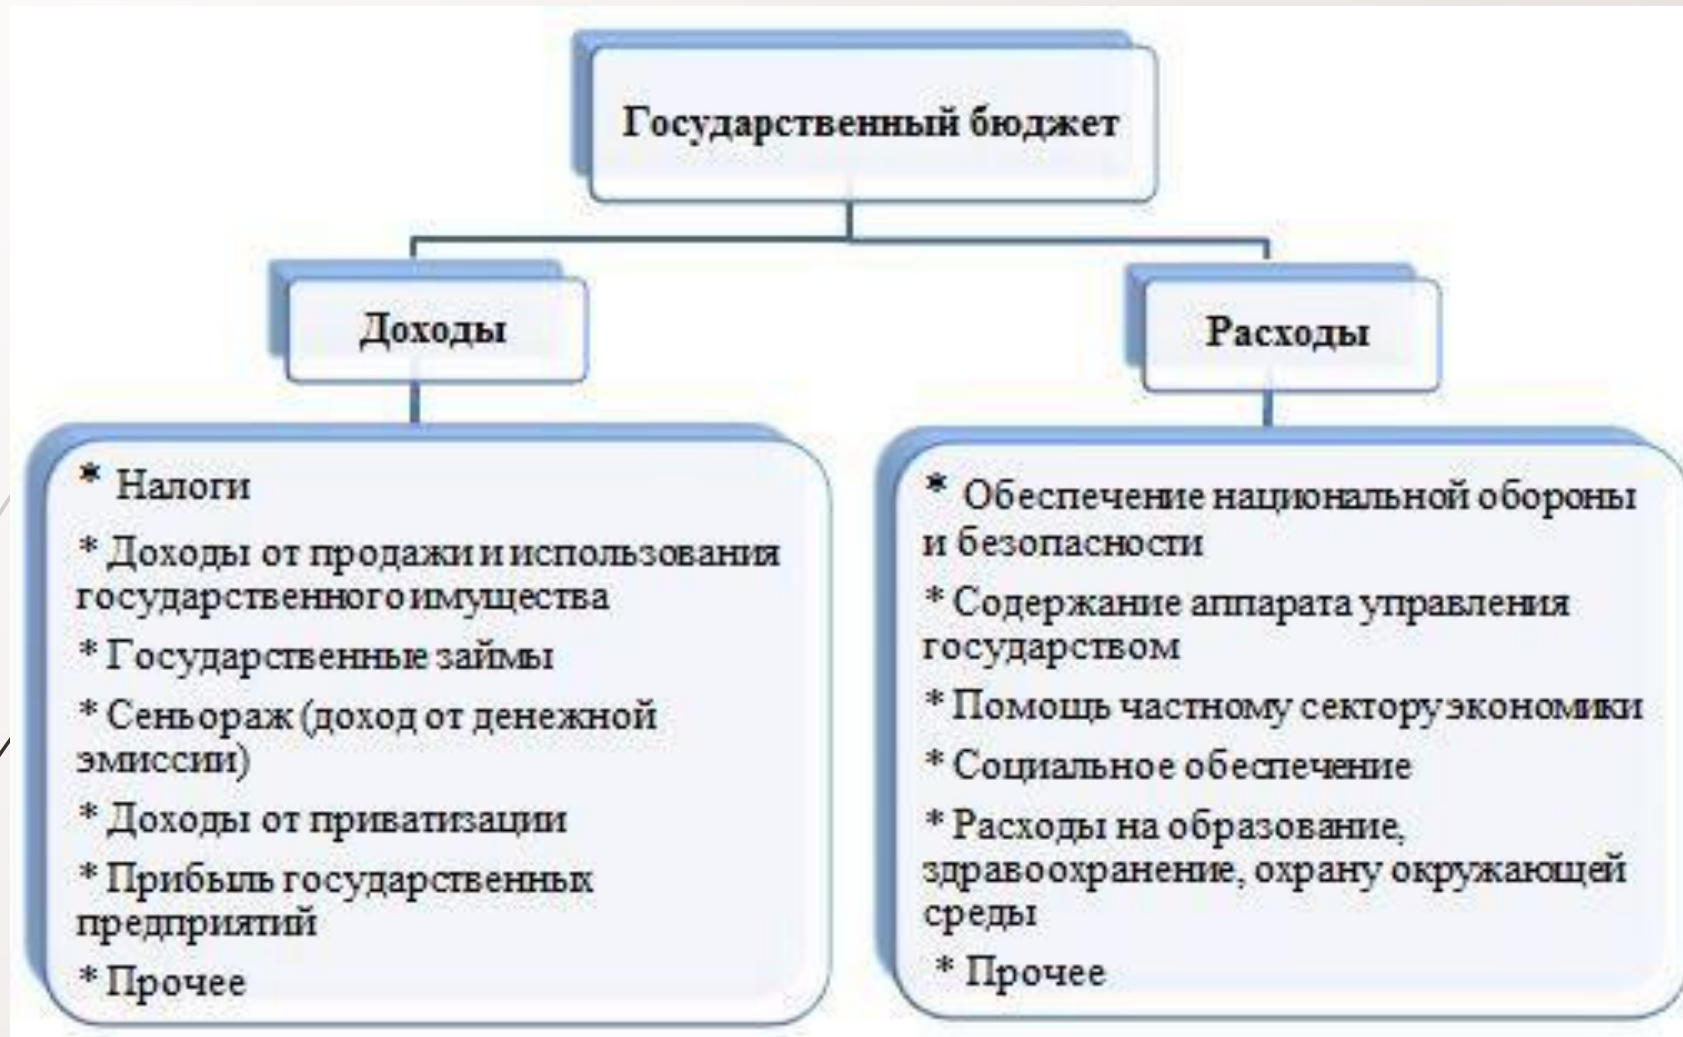 Государственный бюджет
Доходы
* Налоги
* Доходы от продажи и использования
государственного имущества
* Государственные займы
* Сеньораж (доход от денежной
эмиссии)
* Доходы от приватизации
* Прибыль государственных
предприятий
* Прочее
Расходы
* Обеспечение национальной обороны
и безопасности
* Содержание аппарата управления
государством
* Помощь частному сектору экономики
* Социальное обеспечение
* Расходы на образование,
здравоохранение, охрану окружающей
среды
* Прочее